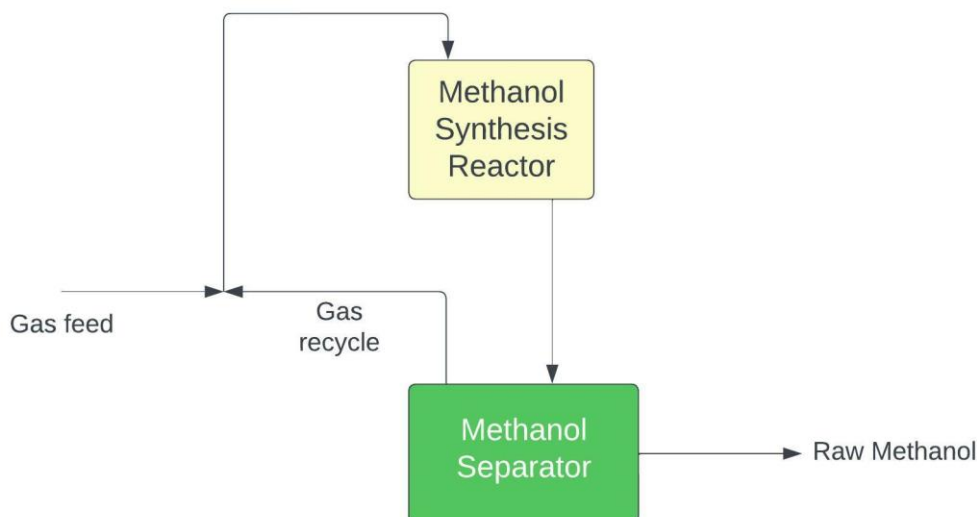 Methanol
Synthesis
Reactor
Gas feed
Gas
recycle
Methanol
Separator
Raw Methanol